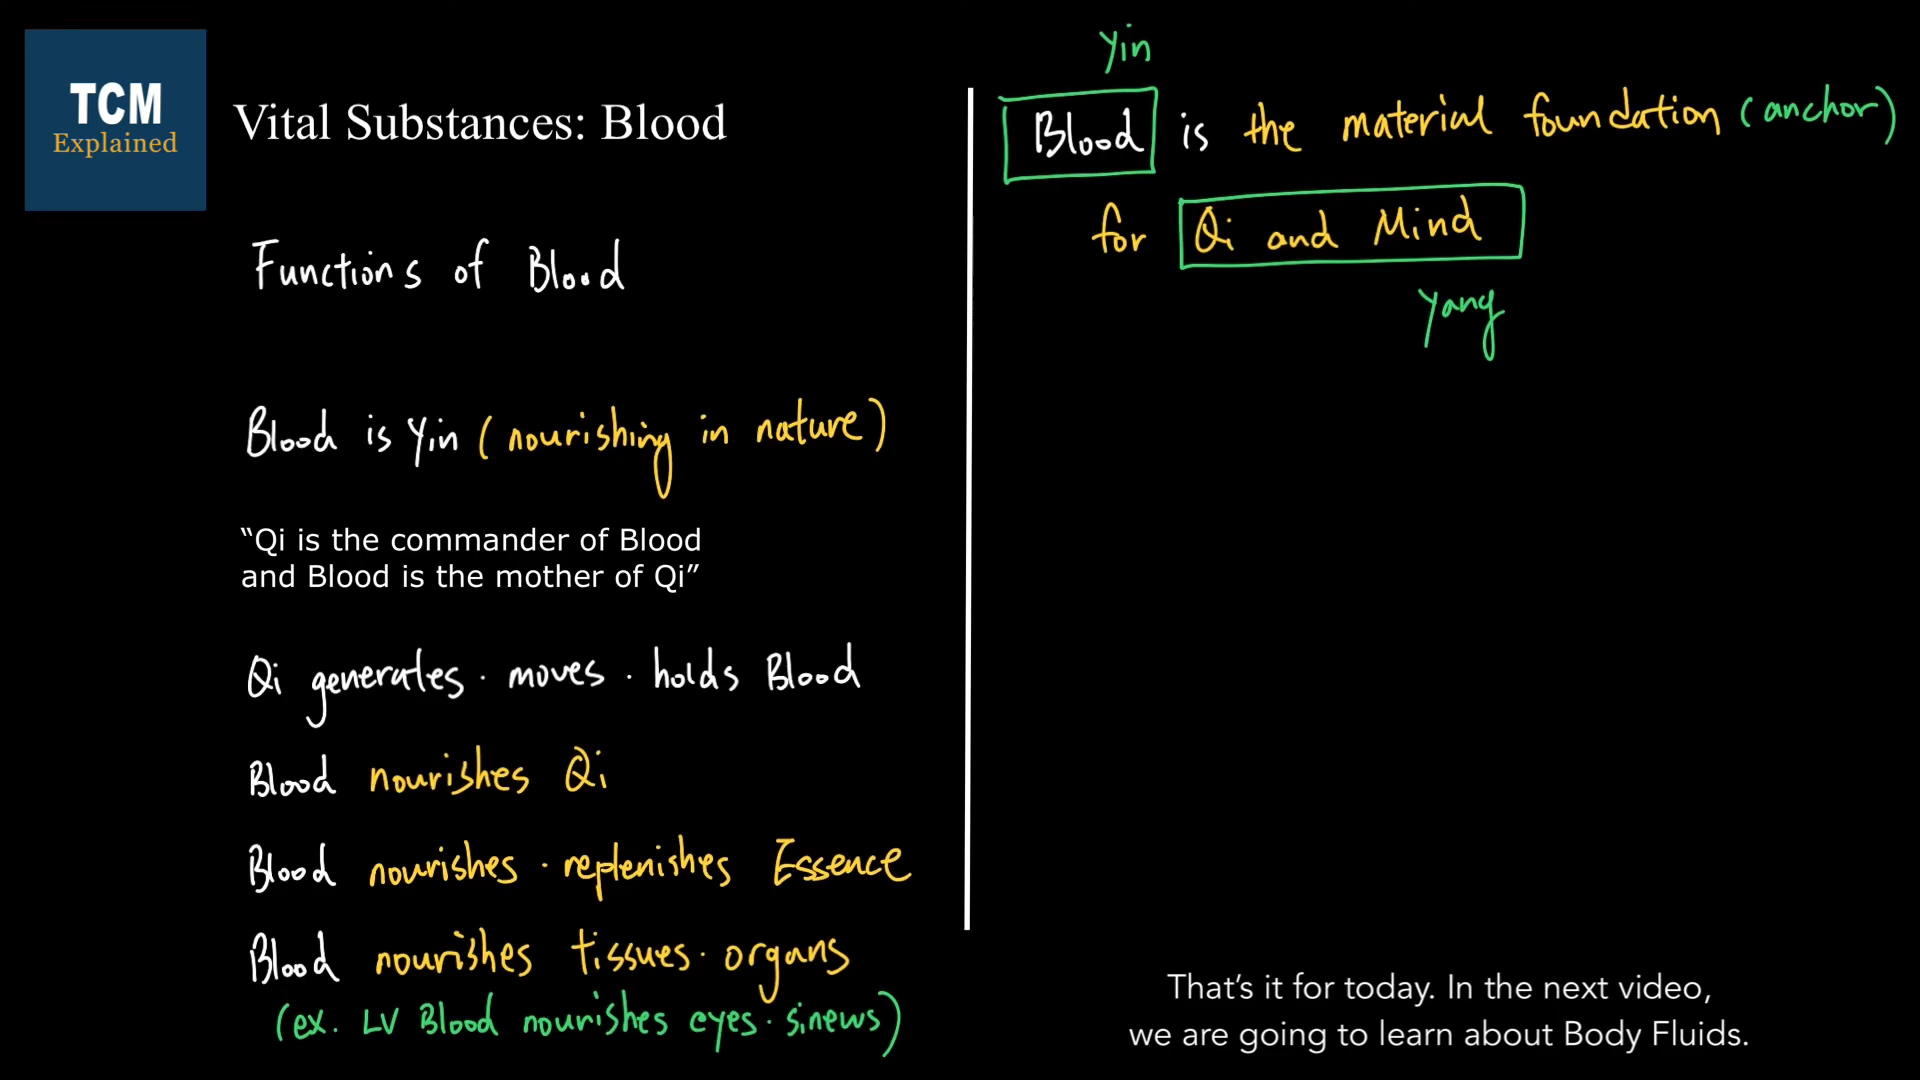 TCM
Explained
Vital Substances: Blood
Functions of Blood
Blood is Yin (nourishing in nature)
“Qi is the commander of Blood
and Blood is the mother of Qi”
Qi generates · moves · holds Blood
Blood nourishes Qi
Blood nourishes · replenishes Essence
Blood nourishes tissues · organs
(ex. LV Blood nourishes eyes · sinews)
Yin
Blood is the material foundation (anchor)
for Qi and Mind
Yang
That’s it for today. In the next video,
we are going to learn about Body Fluids.